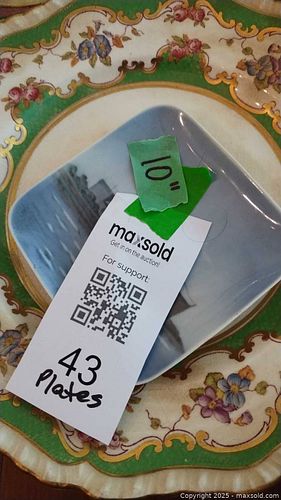 10"
maxsold
Get in on the auction!
For support:
43
Plates
Copyright 2025 - maxsold.com